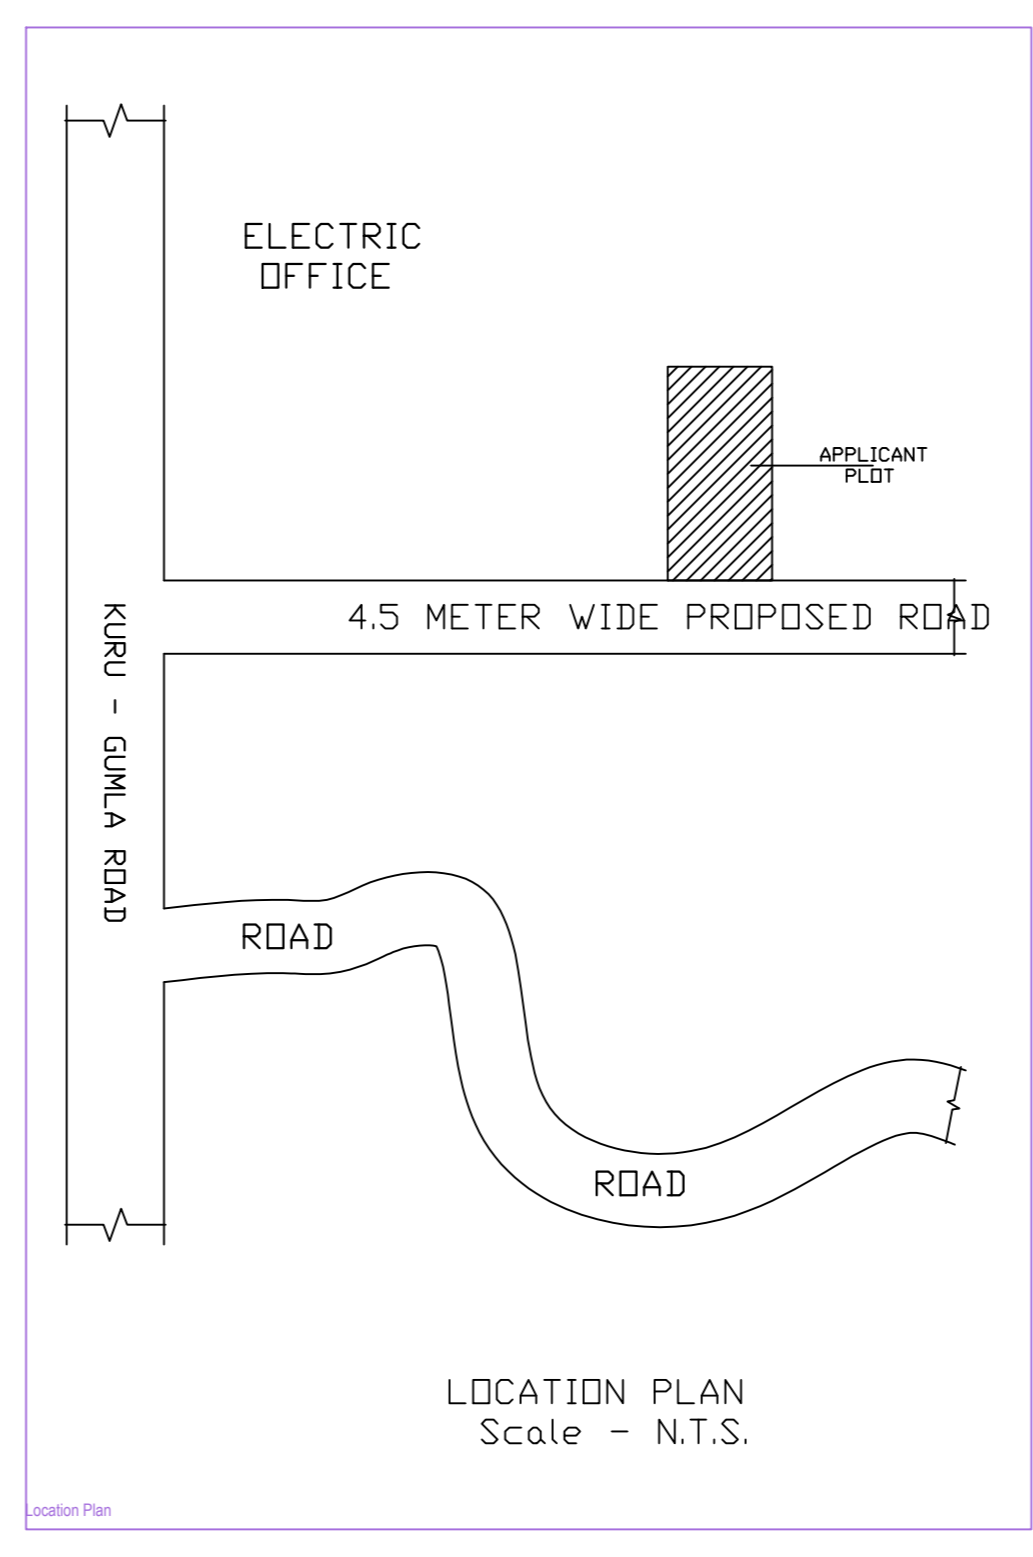 ELECTRIC
OFFICE
APPLICANT
PLOT
4.5 METER WIDE PROPOSED ROAD
KURU - GUMLA ROAD
ROAD
ROAD
LOCATION PLAN
Scale - N.T.S.
Location Plan